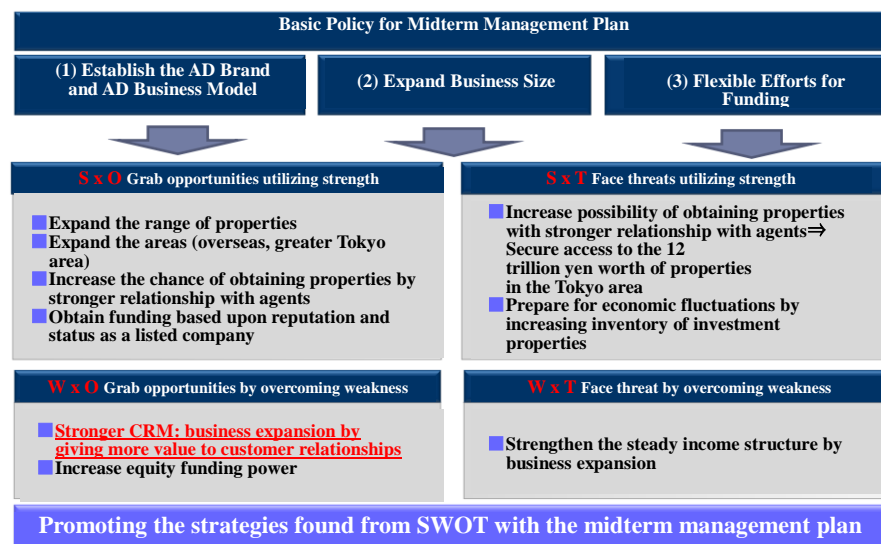 Basic Policy for Midterm Management Plan
(1) Establish the AD Brand
and AD Business Model
(2) Expand Business Size
(3) Flexible Efforts for
Funding
S x O Grab opportunities utilizing strength
■Expand the range of properties
■Expand the areas (overseas, greater Tokyo
area)
■Increase the chance of obtaining properties by
stronger relationship with agents
■Obtain funding based upon reputation and
status as a listed company
S x T Face threats utilizing strength
■Increase possibility of obtaining properties
with stronger relationship with agents⇒
Secure access to the 12
trillion yen worth of properties
in the Tokyo area
■Prepare for economic fluctuations by
increasing inventory of investment
properties
W x O Grab opportunities by overcoming weakness
■Stronger CRM: business expansion by
giving more value to customer relationships
■Increase equity funding power
W x T Face threat by overcoming weakness
■Strengthen the steady income structure by
business expansion
Promoting the strategies found from SWOT with the midterm management plan